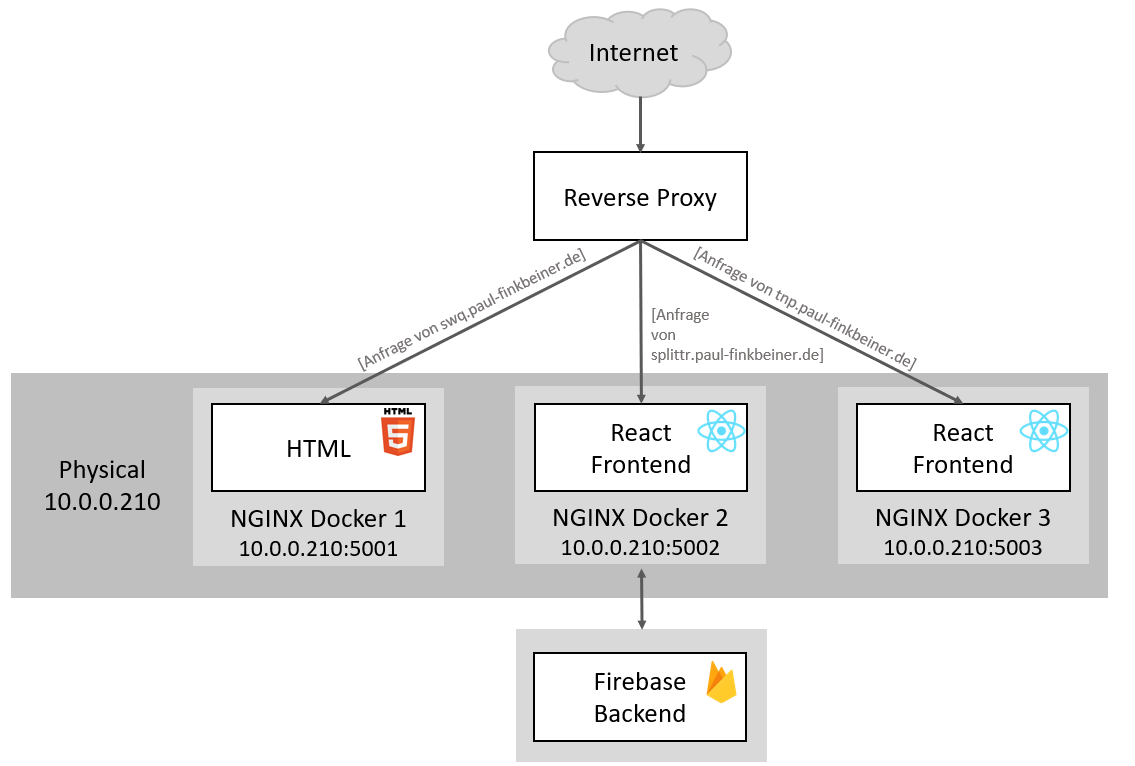 Internet
Reverse Proxy
[Anfrage von swq.paul-finkbeiner.de]
[Anfrage
von
splittr.paul-finkbeiner.de]
[Anfrage von tnp.paul-finkbeiner.de]
Physical
10.0.0.210
HTML
HTML
5
NGINX Docker 1
10.0.0.210:5001
React
Frontend
NGINX Docker 2
10.0.0.210:5002
React
Frontend
NGINX Docker 3
10.0.0.210:5003
Firebase
Backend